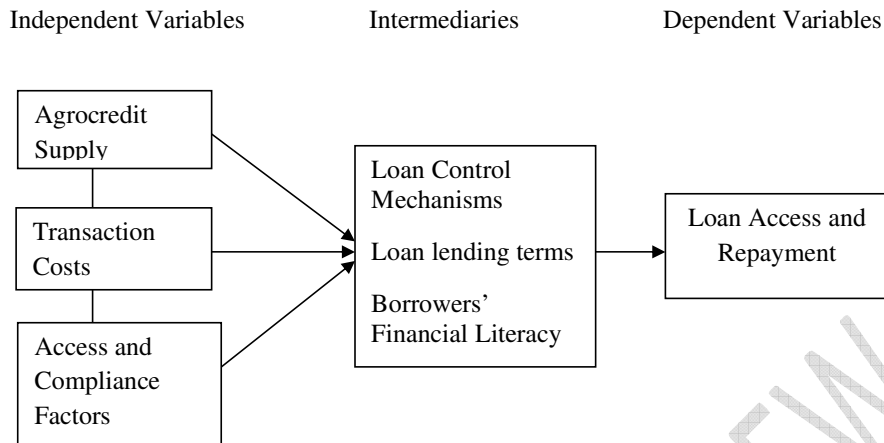 Independent Variables
Intermediaries
Dependent Variables
Agrocredit
Supply
Transaction
Costs
Access and
Compliance
Factors
Loan Control
Mechanisms
Loan lending terms
Borrowers’
Financial Literacy
Loan Access and
Repayment